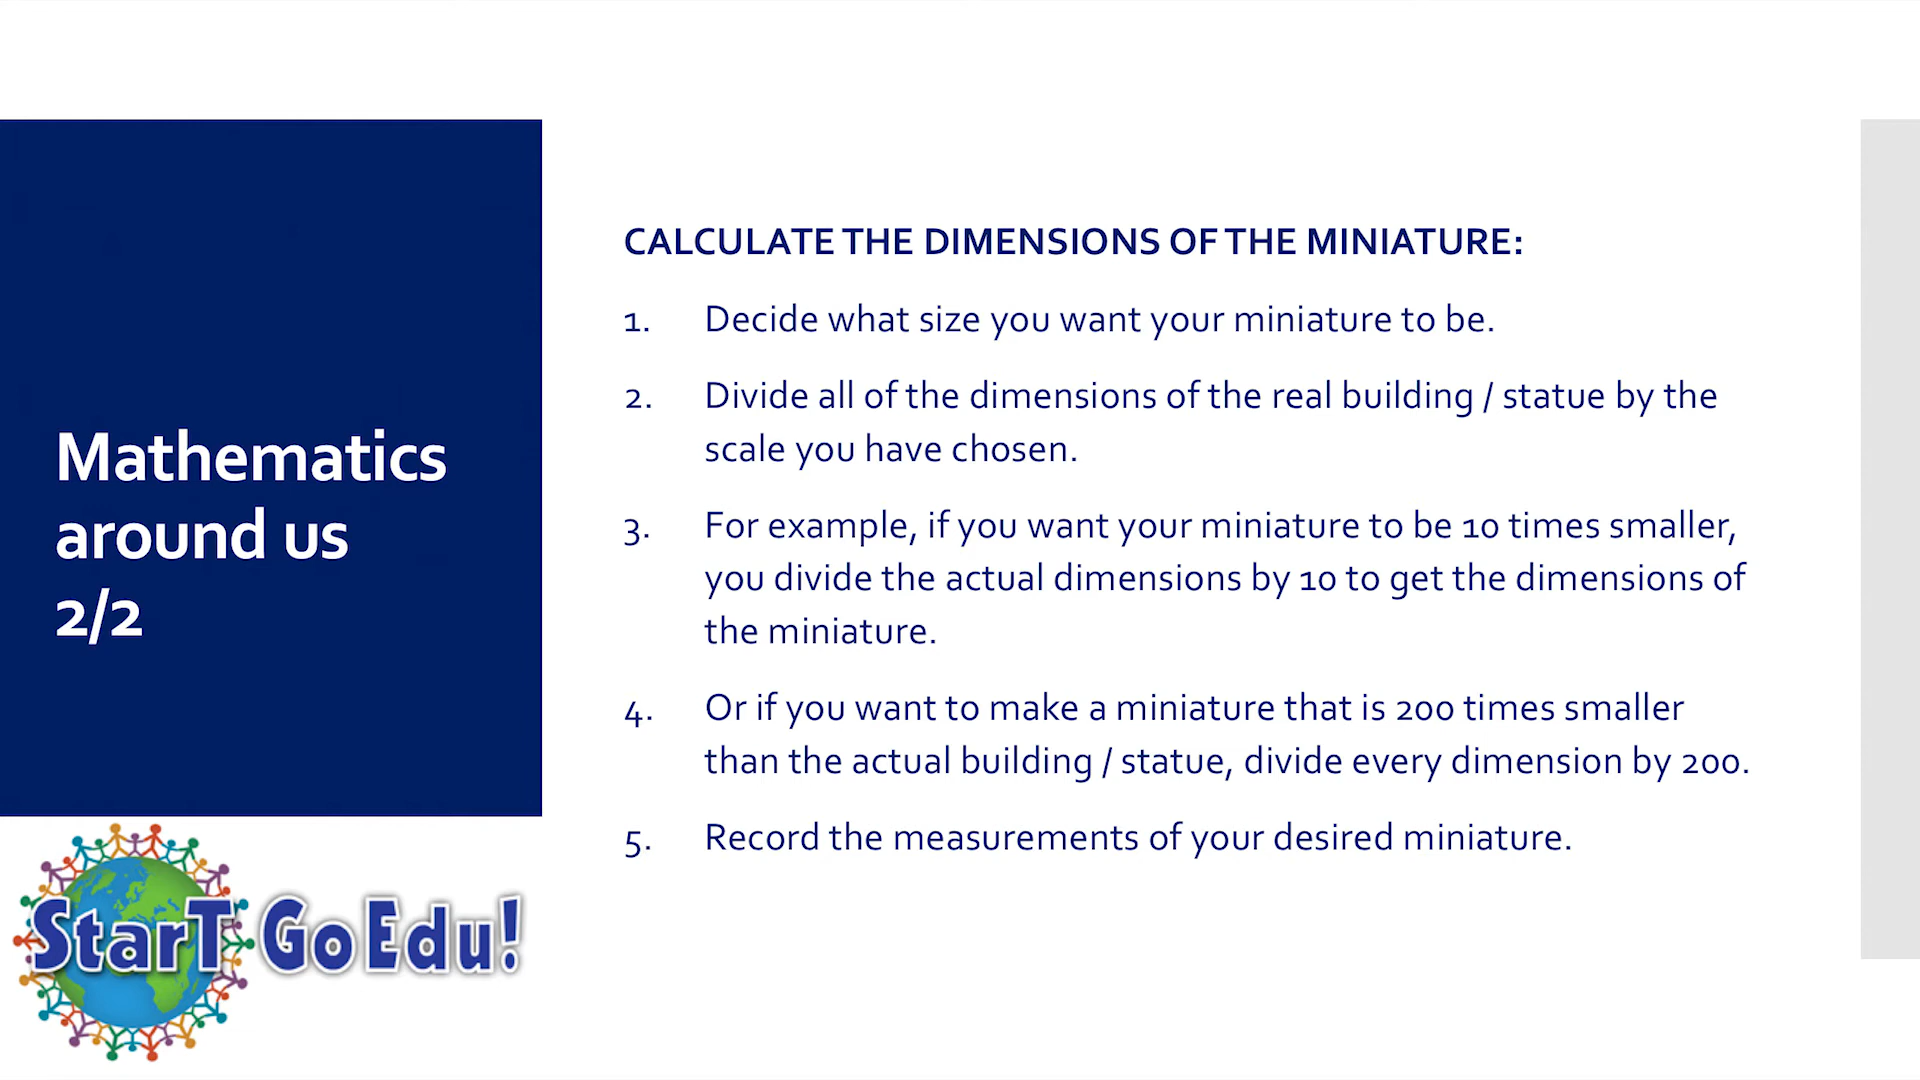 Mathematics
around us
2/2
CALCULATE THE DIMENSIONS OF THE MINIATURE:
1. Decide what size you want your miniature to be.
2. Divide all of the dimensions of the real building / statue by the
scale you have chosen.
3. For example, if you want your miniature to be 10 times smaller,
you divide the actual dimensions by 10 to get the dimensions of
the miniature.
4. Or if you want to make a miniature that is 200 times smaller
than the actual building / statue, divide every dimension by 200.
5. Record the measurements of your desired miniature.
StarT GoEdu!